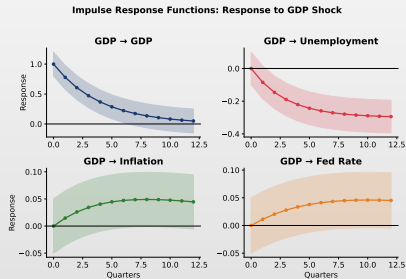 Impulse Response Functions: Response to GDP Shock
GDP → GDP
GDP → Unemployment
Response
1.0
0.5
0.0
0.0
−0.2
−0.4
0.0 2.5 5.0 7.5 10.0 12.5
0.0 2.5 5.0 7.5 10.0 12.5
GDP → Inflation
GDP → Fed Rate
Response
0.10
0.05
0.00
−0.05
0.10
0.05
0.00
−0.05
0.0 2.5 5.0 7.5 10.0 12.5
0.0 2.5 5.0 7.5 10.0 12.5
Quarters
Quarters